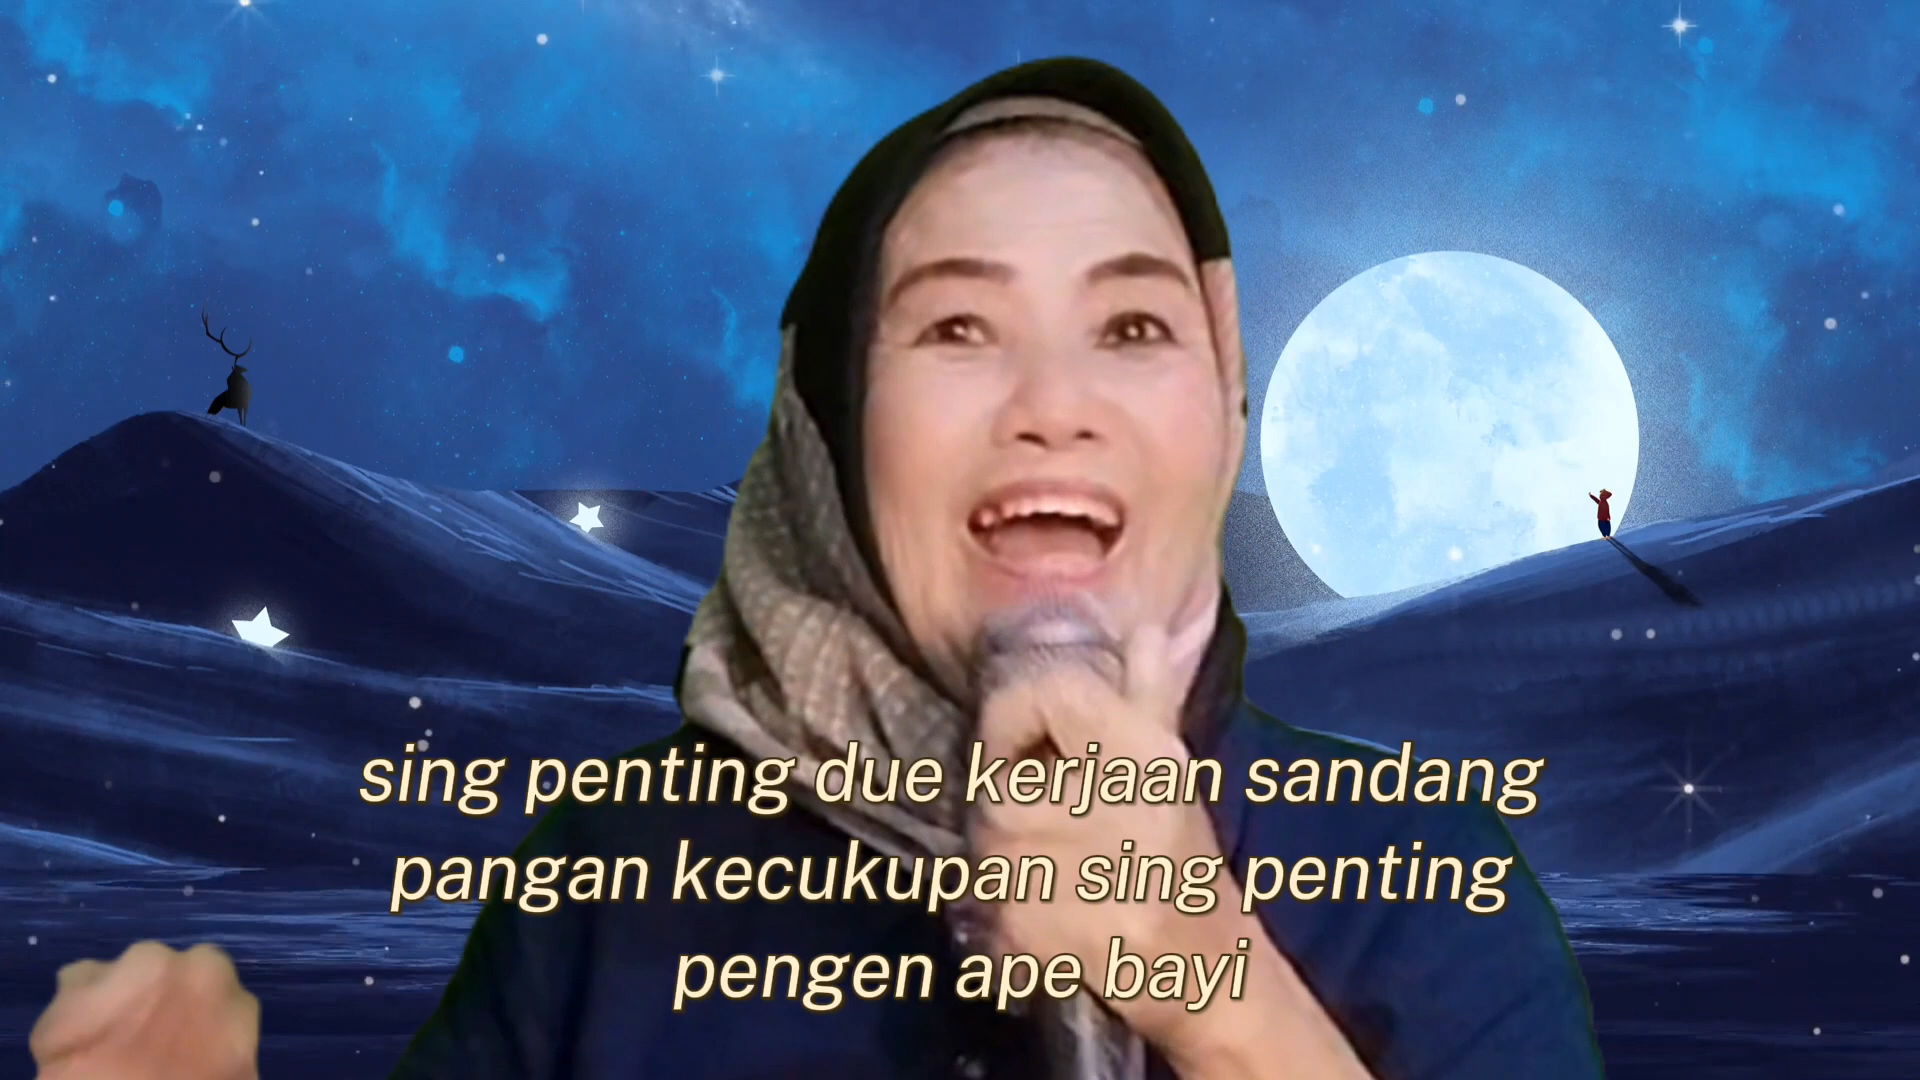 sing penting due kerjaan sandang
pangan kecukupan sing penting
pengen ape bayi